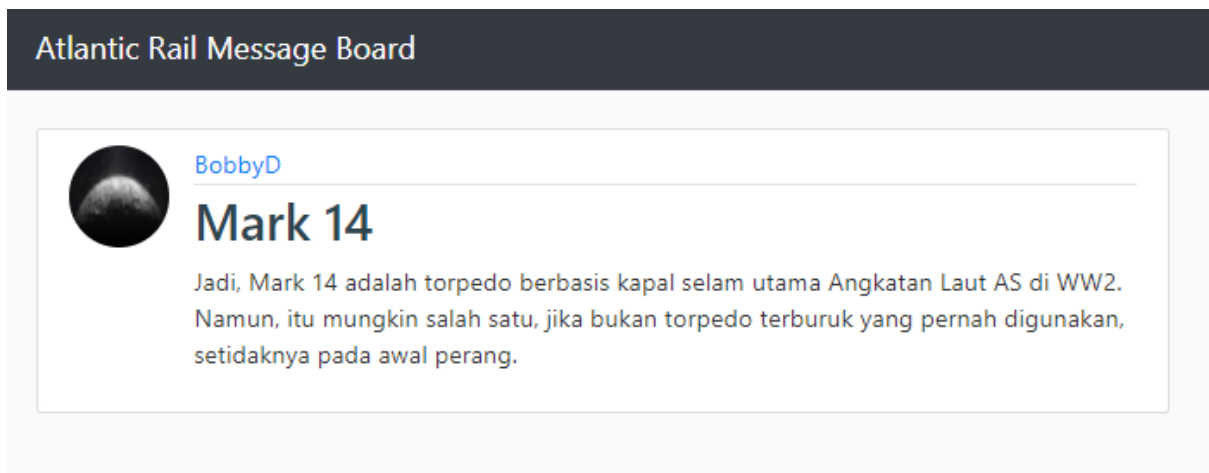 Atlantic Rail Message Board
BobbyD
Mark 14
Jadi, Mark 14 adalah torpedo berbasis kapal selam utama Angkatan Laut AS di WW2.
Namun, itu mungkin salah satu, jika bukan torpedo terburuk yang pernah digunakan,
setidaknya pada awal perang.